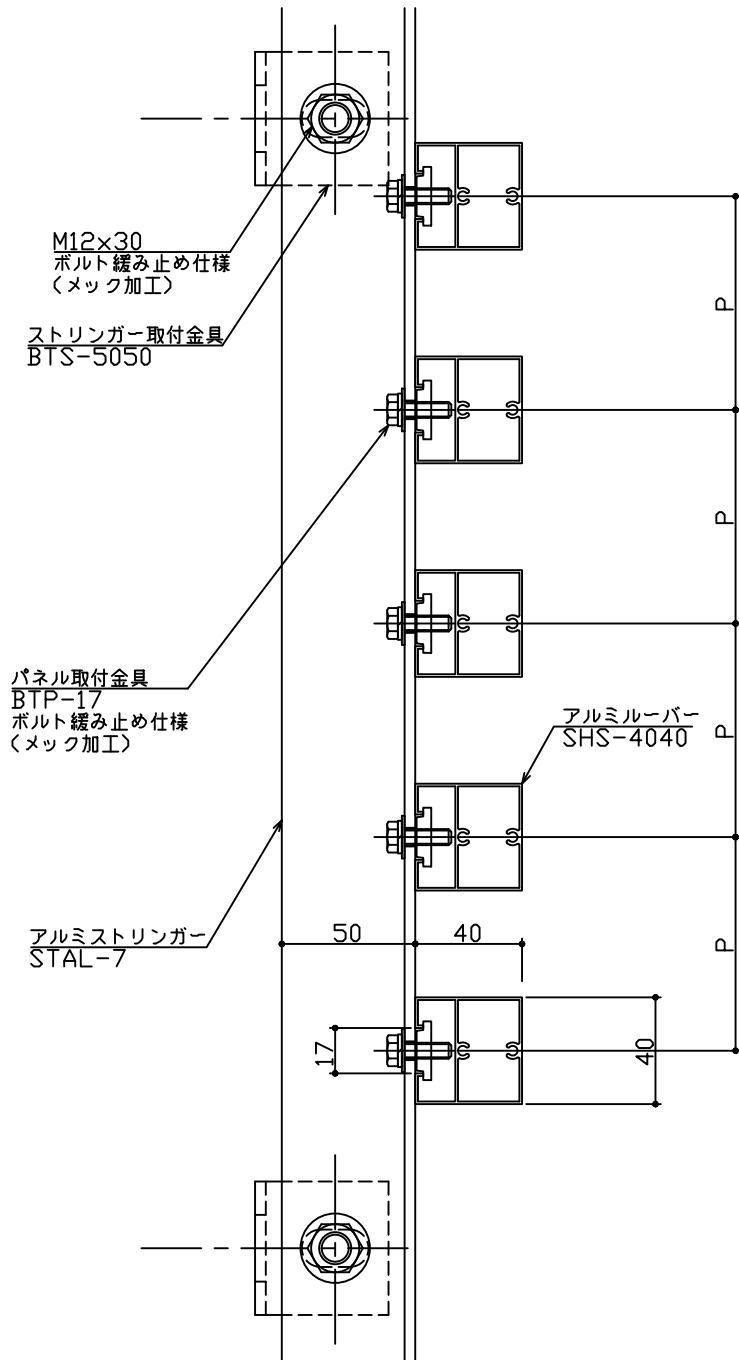 M12×30
ボルト緩み止め仕様
(メック加工)
ストリンガー取付金具
BTS-5050
P
P
パネル取付金具
BTP-17
ボルト緩み止め仕様
(メック加工)
アルミルーバー
SHS-4040
P
アルミストリンガー
STAL-7
50
40
P
17
40